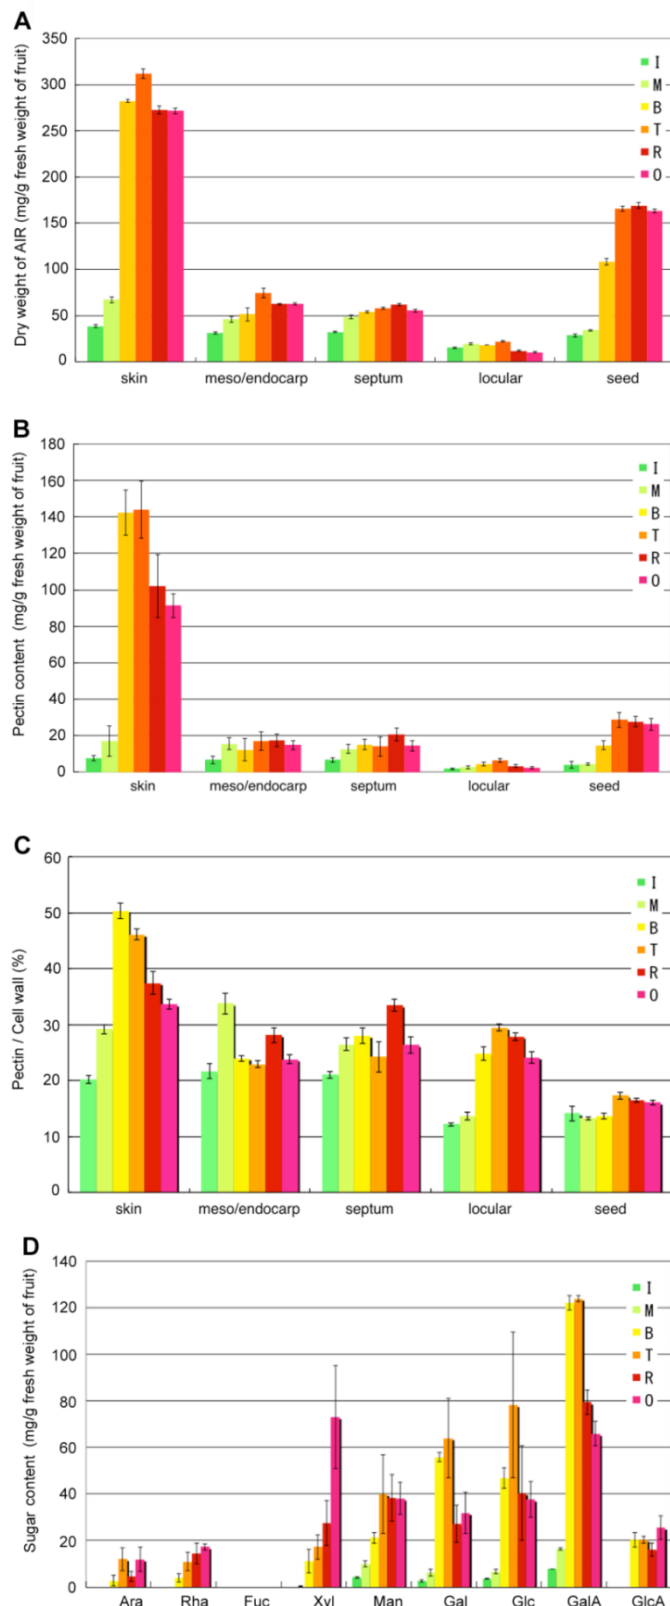 A
Dry weight of AIR (mg/g fresh weight of fruit)
350
300
250
200
150
100
50
0
I
M
B
T
R
O
skin meso/endocarp septum locular seed
B
Pectin content (mg/g fresh weight of fruit)
180
160
140
120
100
80
60
40
20
0
I
M
B
T
R
O
skin meso/endocarp septum locular seed
C
Pectin / Cell wall (%)
60
50
40
30
20
10
0
I
M
B
T
R
O
skin meso/endocarp septum locular seed
D
Sugar content (mg/g fresh weight of fruit)
140
120
100
80
60
40
20
0
I
M
B
T
R
O
Ara Rha Fuc Xyl Man Gal Glc GalA GlcA